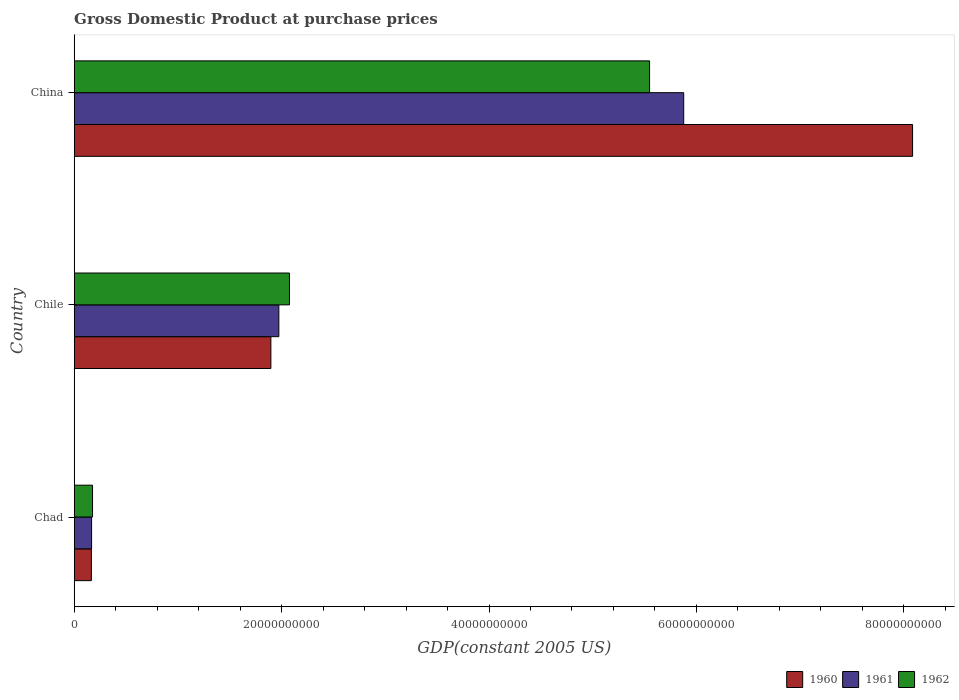 Gross Domestic Product at purchase prices
China
Chile
Chad
Country
0
20000000000
40000000000
60000000000
80000000000
GDP(constant 2005 US)
1960
1961
1962